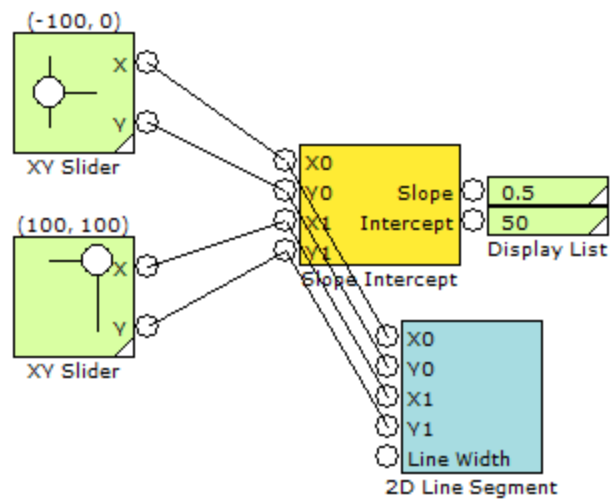 (-100, 0)
X
Y
XY Slider
(100, 100)
X
Y
XY Slider
X0
Y0
X1
Y1
Slope
Intercept
Slope Intercept
0.5
50
Display List
X0
Y0
X1
Y1
Line Width
2D Line Segment